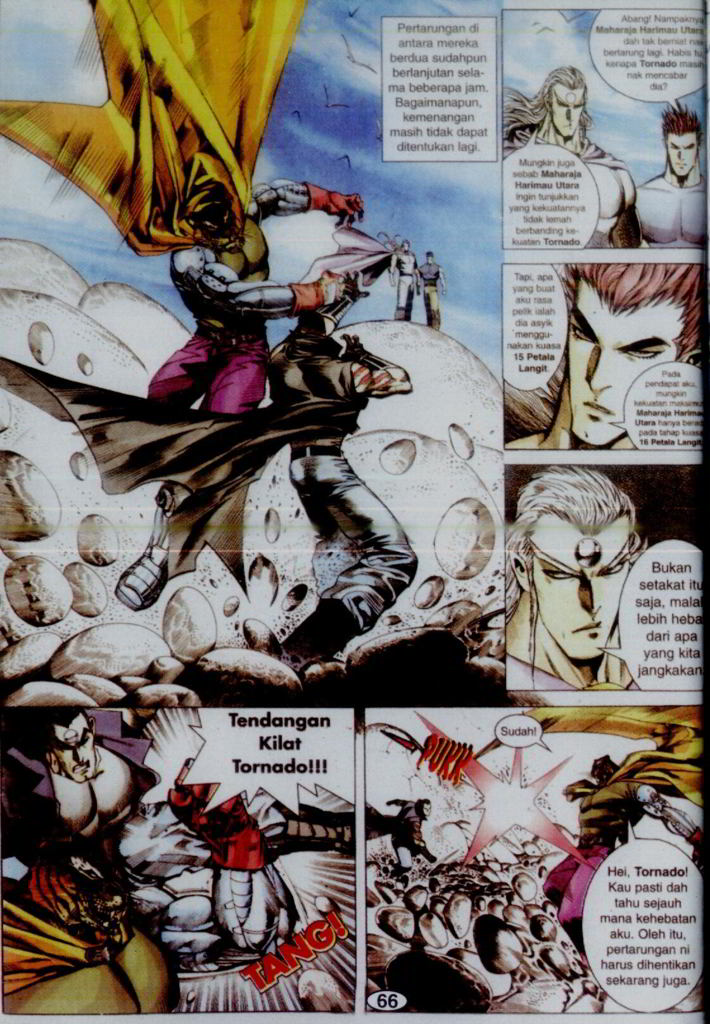 Pertarungan di
antara mereka
berdua sudahpun
berlanjutan sela-
ma beberapa jam.
Bagaimanapun,
kemenangan
masih tidak dapat
ditentukan lagi.
Abang! Nampaknya
Maharaja Harimau Utara
dah tak berniat nak
bertarung lagi. Habis tu,
kenapa Tornado masih
nak mencabar
dia?
Mungkin juga
sebab Maharaja
Harimau Utara
ingin tunjukkan
yang kekuatannya
tidak lemah
berbanding ke-
kuatan Tornado.
Tapi, apa
yang buat
aku rasa
pelik ialah
dia asyik
menggu-
nakan kuasa
15 Petala
Langit.
Pada
pendapat aku,
mungkin
kekuatan maksimum
Maharaja Harimau
Utara hanya berada
pada tahap kuasa
16 Petala Langit.
Bukan
setakat itu
saja, malah
lebih hebat
dari apa
yang kita
jangkakan.
Tendangan
Kilat
Tornado!!!
TANG!
PUKK
Sudah!
Hei, Tornado!
Kau pasti dah
tahu sejauh
mana kehebatan
aku. Oleh itu,
pertarungan ni
harus dihentikan
sekarang juga.
66